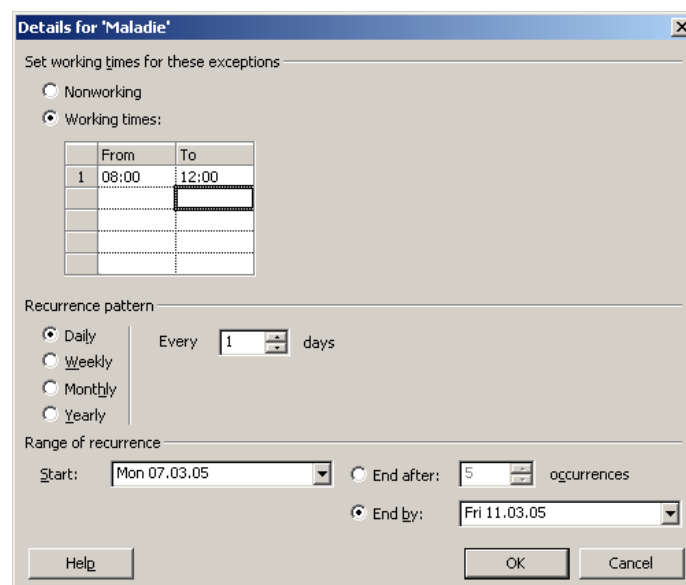 Details for 'Maladie'
Set working times for these exceptions
Nonworking
Working times:
From To
1 08:00 12:00
Recurrence pattern
Daily
Every 1 days
Weekly
Monthly
Yearly
Range of recurrence
Start: Mon 07.03.05
End after: 5 occurrences
End by: Fri 11.03.05
Help
OK
Cancel